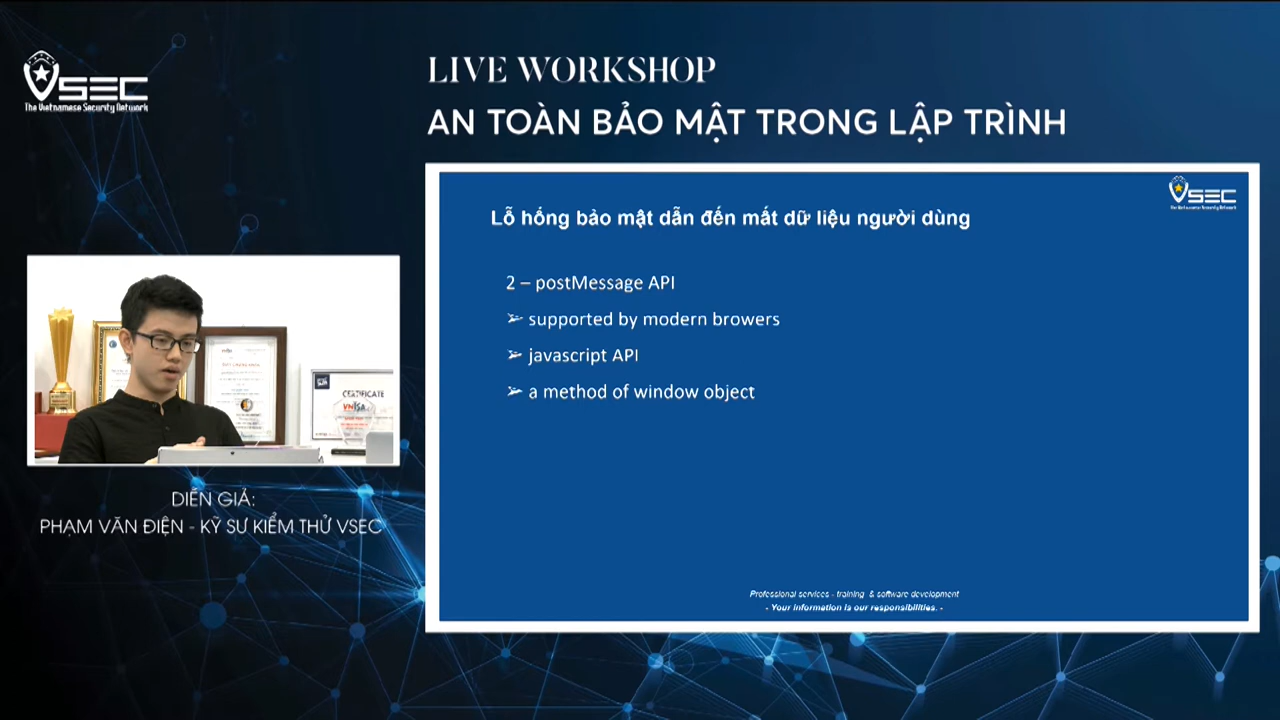 VSEC
The Vietnamese Security Network
LIVE WORKSHOP
AN TOÀN BẢO MẬT TRONG LẬP TRÌNH
VSEC
Lỗ hổng bảo mật dẫn đến mất dữ liệu người dùng
2 – postMessage API
➢ supported by modern browers
➢ javascript API
➢ a method of window object
CERTIFICATE
DIỄN GIẢ:
PHẠM VĂN ĐIỆN - KỸ SƯ KIỂM THỬ VSEC
Professional services - training & software development
- Your information is our responsibilities. -